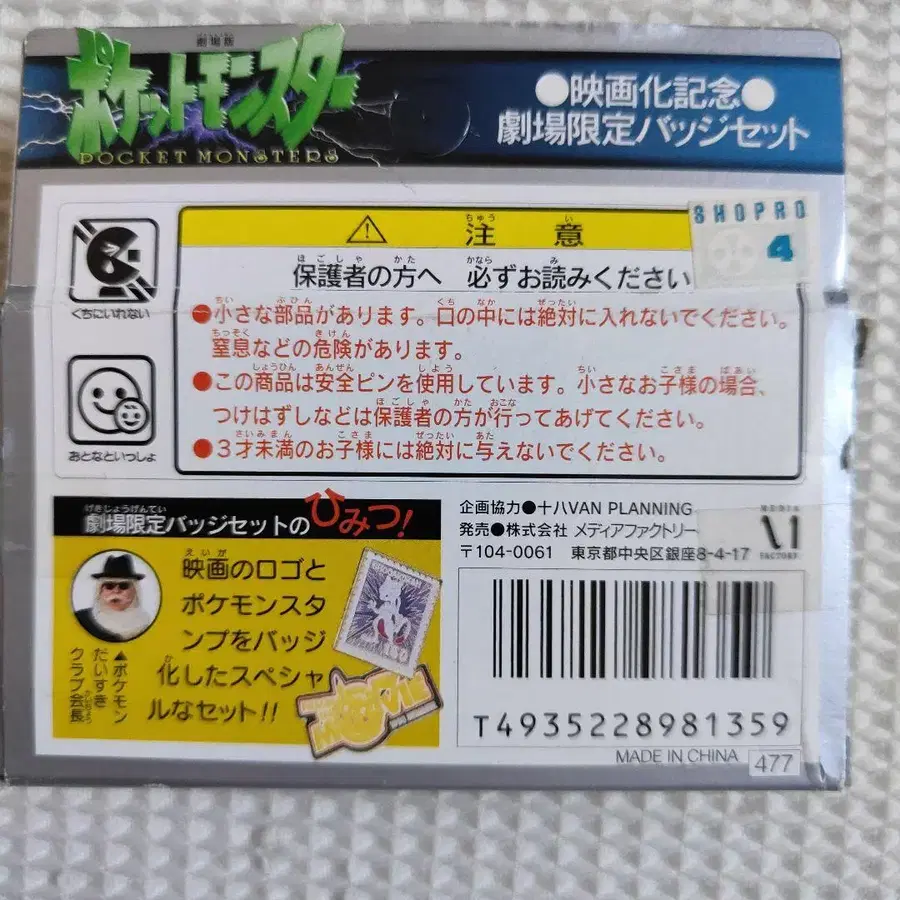 劇場版
ポケットモンスター
POCKET MONSTERS
●映画化記念●
劇場限定バッジセット
SHOPRO
4
注意
保護者の方へ 必ずお読みください
くちにいれない
●小さな部品があります。口の中には絶対に入れないでください。
窒息などの危険があります。
●この商品は安全ピンを使用しています。小さなお子様の場合、
つけはずしなどは保護者の方が行ってあげてください。
●3才未満のお子様には絶対に与えないでください。
おとなといっしょ
劇場限定バッジセットのひみつ!
映画のロゴと
ポケモンスタ
ンプをバッジ
化したスペシャ
ルなセット!!
▲ポケモン
だいすき
クラブ会長
企画協力●十八VAN PLANNING
発売●株式会社 メディアファクトリー
〒104-0061 東京都中央区銀座8-4-17
MEDIA
FACTORY
T4935228981359
MADE IN CHINA
477